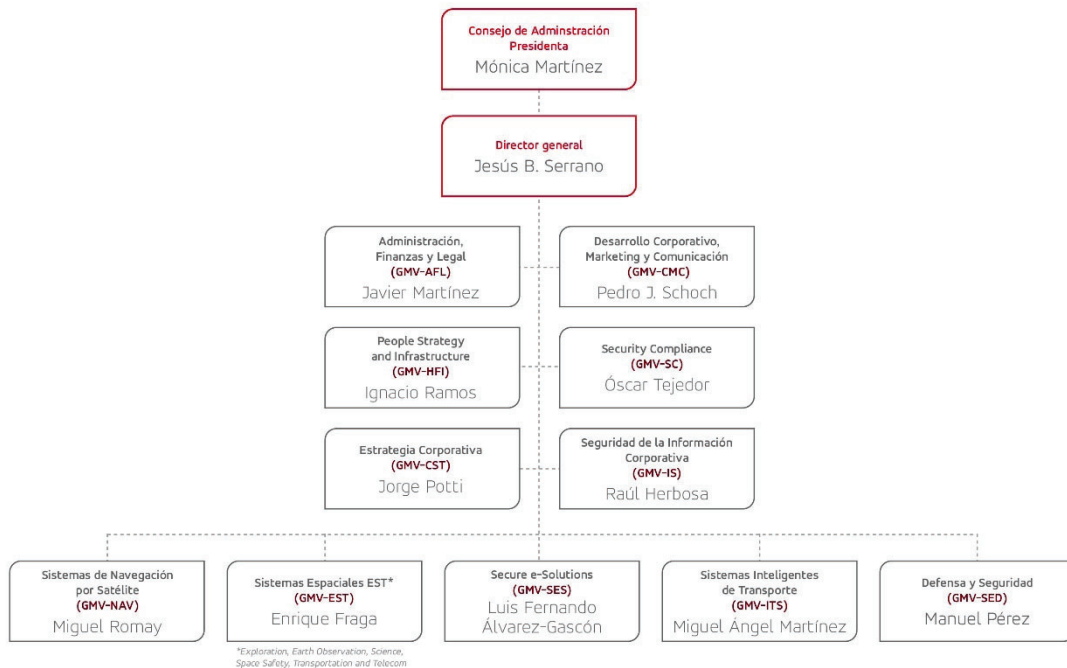 Consejo de Adminstración
Presidenta
Mónica Martínez
Director general
Jesús B. Serrano
Administración,
Finanzas y Legal
(GMV-AFL)
Javier Martínez
Desarrollo Corporativo,
Marketing y Comunicación
(GMV-CMC)
Pedro J. Schoch
People Strategy
and Infrastructure
(GMV-HFI)
Ignacio Ramos
Security Compliance
(GMV-SC)
Óscar Tejedor
Estrategia Corporativa
(GMV-CST)
Jorge Potti
Seguridad de la Información
Corporativa
(GMV-IS)
Raúl Herbosa
Sistemas de Navegación
por Satélite
(GMV-NAV)
Miguel Romay
Sistemas Espaciales EST*
(GMV-EST)
Enrique Fraga
*Exploration, Earth Observation, Science,
Space Safety, Transportation and Telecom
Secure e-Solutions
(GMV-SES)
Luis Fernando
Álvarez-Gascón
Sistemas Inteligentes
de Transporte
(GMV-ITS)
Miguel Ángel Martínez
Defensa y Seguridad
(GMV-SED)
Manuel Pérez